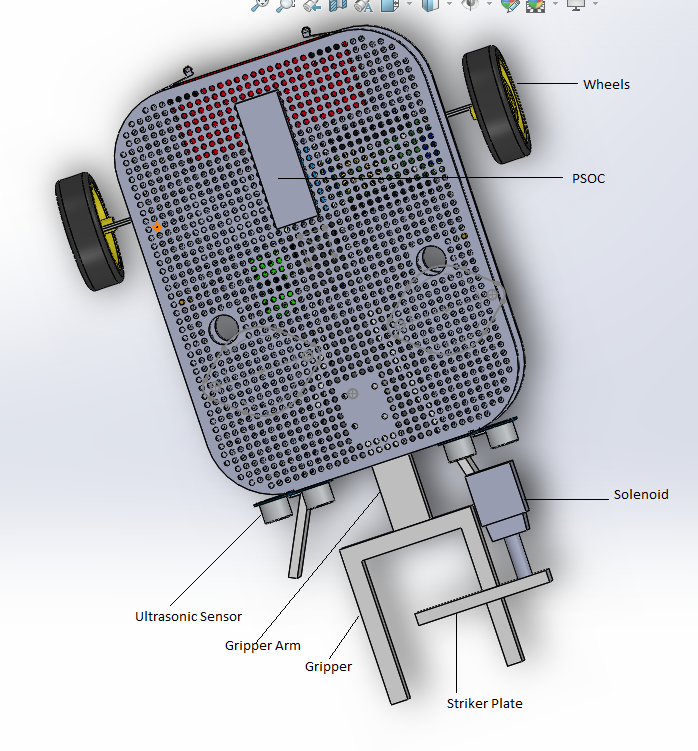 Wheels
PSOC
Solenoid
Ultrasonic Sensor
Gripper Arm
Gripper
Striker Plate